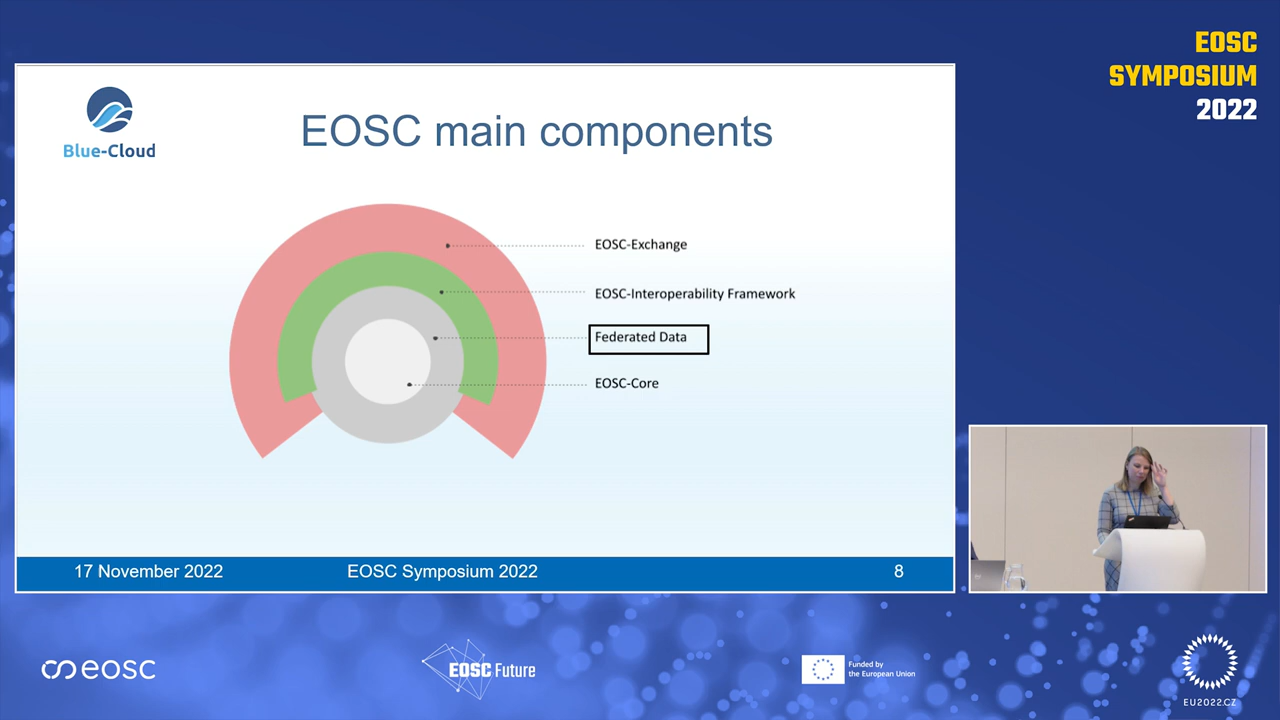 EOSC
SYMPOSIUM
2022
Blue-Cloud
EOSC main components
EOSC-Exchange
EOSC-Interoperability Framework
Federated Data
EOSC-Core
17 November 2022
EOSC Symposium 2022
8
eosc
EOSC Future
Funded by
the European Union
EU2022.CZ